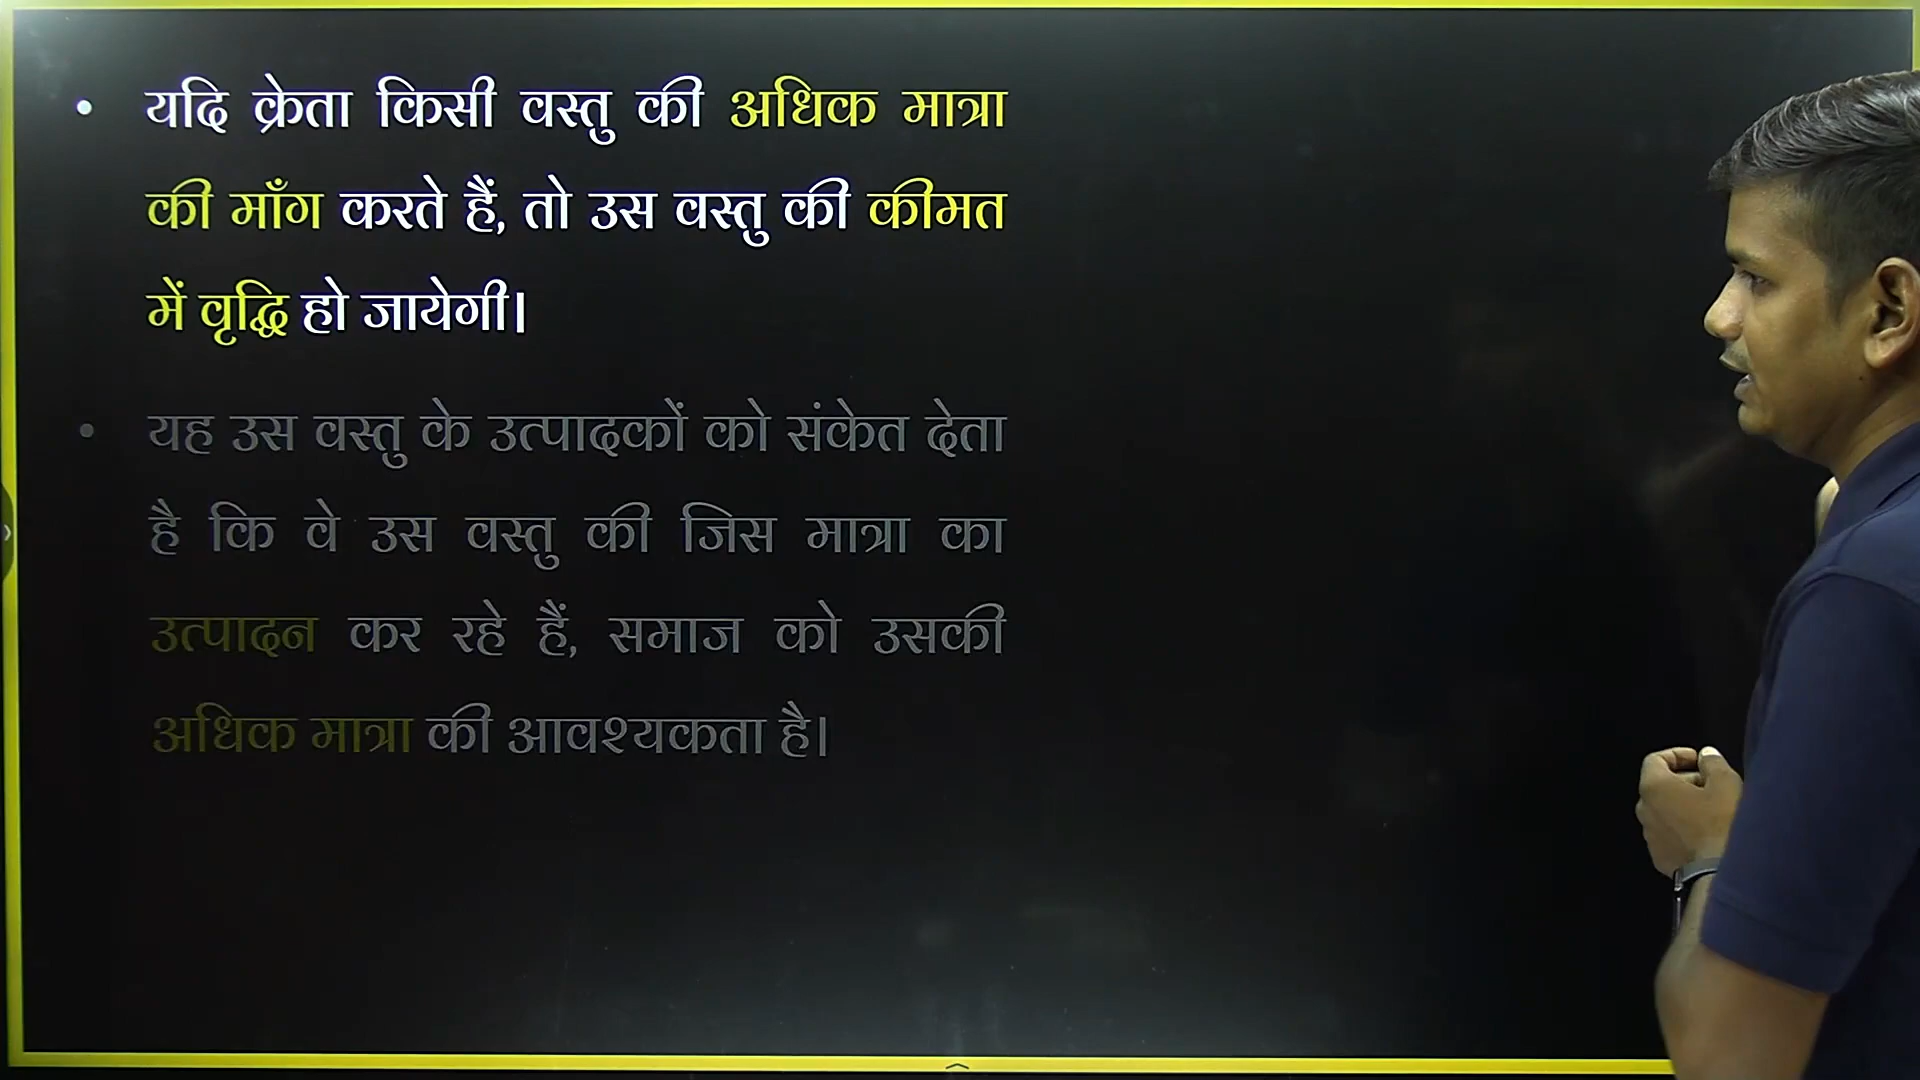 • यदि क्रेता किसी वस्तु की अधिक मात्रा
की माँग करते हैं, तो उस वस्तु की कीमत
में वृद्धि हो जायेगी।
• यह उस वस्तु के उत्पादकों को संकेत देता
है कि वे उस वस्तु की जिस मात्रा का
उत्पादन कर रहे हैं, समाज को उसकी
अधिक मात्रा की आवश्यकता है।